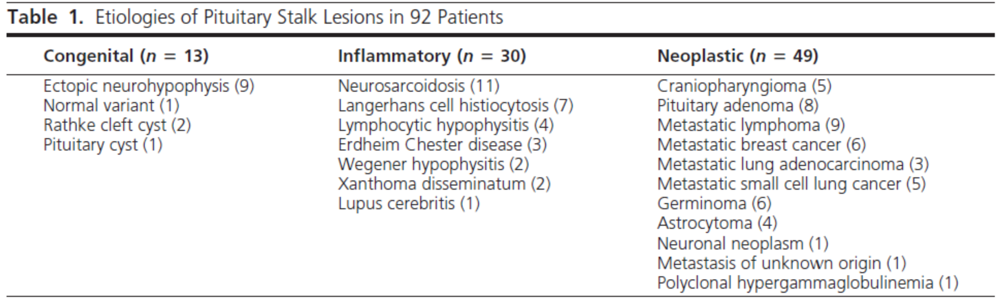 Table 1. Etiologies of Pituitary Stalk Lesions in 92 Patients
Congenital (n = 13) Inflammatory (n = 30) Neoplastic (n = 49)
Ectopic neurohypophysis (9) Neurosarcoidosis (11) Craniopharyngioma (5)
Normal variant (1) Langerhans cell histiocytosis (7) Pituitary adenoma (8)
Rathke cleft cyst (2) Lymphocytic hypophysitis (4) Metastatic lymphoma (9)
Pituitary cyst (1) Erdheim Chester disease (3) Metastatic breast cancer (6)
Wegener hypophysitis (2) Metastatic lung adenocarcinoma (3)
Xanthoma disseminatum (2) Metastatic small cell lung cancer (5)
Lupus cerebritis (1) Germinoma (6)
Astrocytoma (4)
Neuronal neoplasm (1)
Metastasis of unknown origin (1)
Polyclonal hypergammaglobulinemia (1)